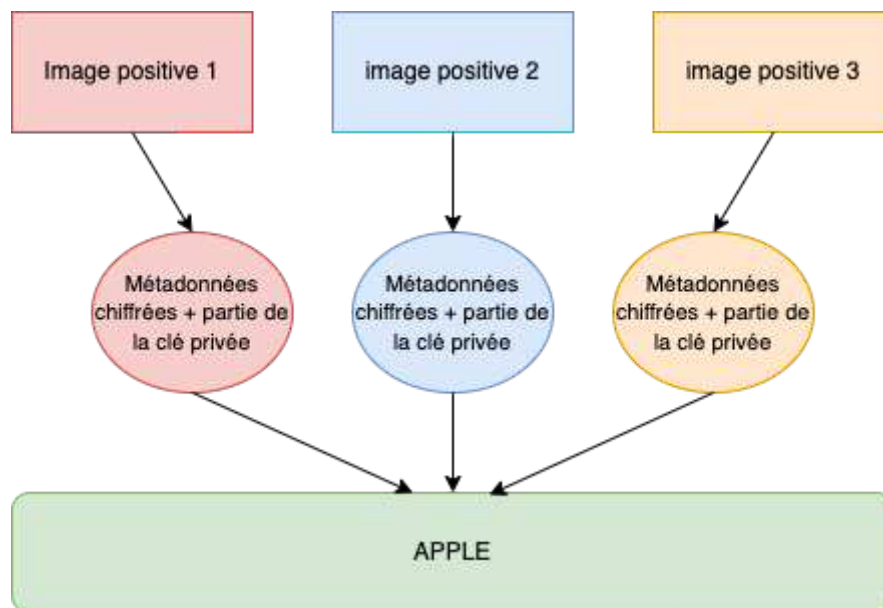 Image positive 1
image positive 2
image positive 3
Métadonnées
chiffrées + partie de
la clé privée
Métadonnées
chiffrées + partie de
la clé privée
Métadonnées
chiffrées + partie de
la clé privée
APPLE